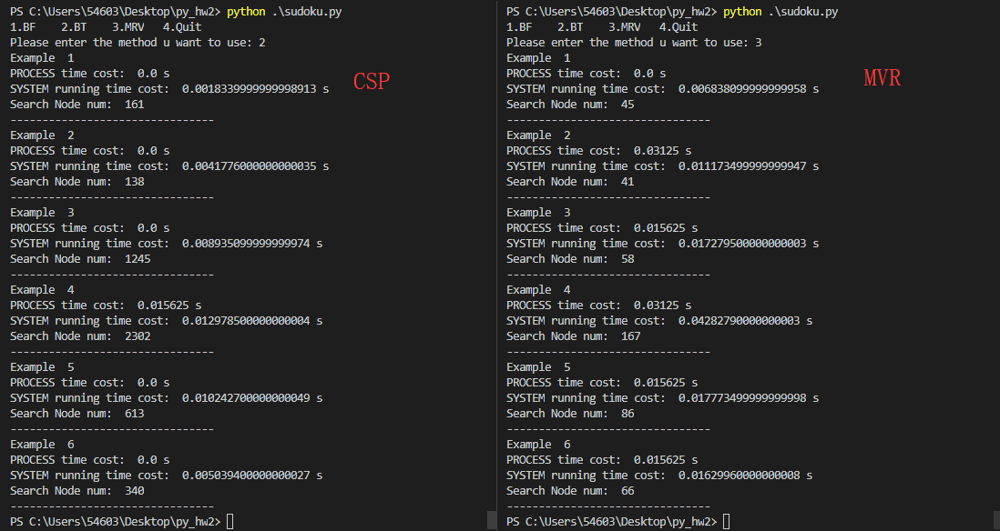 PS C:\Users\54603\Desktop\py_hw2> python .\sudoku.py
1.BF    2.BT    3.MRV   4.Quit
Please enter the method u want to use: 2
Example  1
PROCESS time cost:  0.0 s
SYSTEM running time cost:  0.0018339999999998913 s
Search Node num:  161
--------------------------------
Example  2
PROCESS time cost:  0.0 s
SYSTEM running time cost:  0.0041776000000000035 s
Search Node num:  138
--------------------------------
Example  3
PROCESS time cost:  0.0 s
SYSTEM running time cost:  0.008935099999999974 s
Search Node num:  1245
--------------------------------
Example  4
PROCESS time cost:  0.015625 s
SYSTEM running time cost:  0.012978500000000004 s
Search Node num:  2302
--------------------------------
Example  5
PROCESS time cost:  0.0 s
SYSTEM running time cost:  0.010242700000000049 s
Search Node num:  613
--------------------------------
Example  6
PROCESS time cost:  0.0 s
SYSTEM running time cost:  0.005039400000000027 s
Search Node num:  340
--------------------------------
PS C:\Users\54603\Desktop\py_hw2>
CSP
PS C:\Users\54603\Desktop\py_hw2> python .\sudoku.py
1.BF    2.BT    3.MRV   4.Quit
Please enter the method u want to use: 3
Example  1
PROCESS time cost:  0.0 s
SYSTEM running time cost:  0.006838099999999958 s
Search Node num:  45
--------------------------------
Example  2
PROCESS time cost:  0.03125 s
SYSTEM running time cost:  0.011173499999999947 s
Search Node num:  41
--------------------------------
Example  3
PROCESS time cost:  0.015625 s
SYSTEM running time cost:  0.017279500000000003 s
Search Node num:  58
--------------------------------
Example  4
PROCESS time cost:  0.03125 s
SYSTEM running time cost:  0.04282790000000003 s
Search Node num:  167
--------------------------------
Example  5
PROCESS time cost:  0.015625 s
SYSTEM running time cost:  0.017773499999999998 s
Search Node num:  86
--------------------------------
Example  6
PROCESS time cost:  0.015625 s
SYSTEM running time cost:  0.01629960000000008 s
Search Node num:  66
--------------------------------
PS C:\Users\54603\Desktop\py_hw2>
MVR